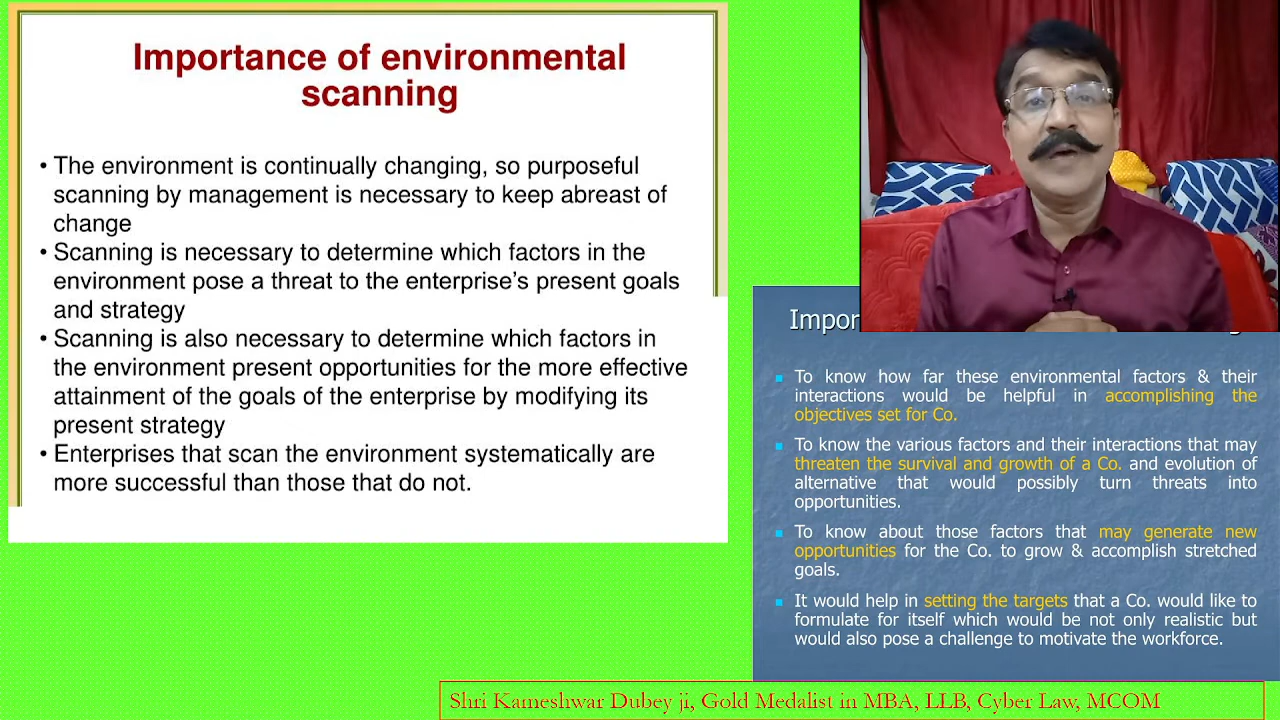 Importance of environmental
scanning
• The environment is continually changing, so purposeful
scanning by management is necessary to keep abreast of
change
• Scanning is necessary to determine which factors in the
environment pose a threat to the enterprise’s present goals
and strategy
• Scanning is also necessary to determine which factors in
the environment present opportunities for the more effective
attainment of the goals of the enterprise by modifying its
present strategy
• Enterprises that scan the environment systematically are
more successful than those that do not.
To know how far these environmental factors & their
interactions would be helpful in accomplishing the
objectives set for Co.
To know the various factors and their interactions that may
threaten the survival and growth of a Co. and evolution of
alternative that would possibly turn threats into
opportunities.
To know about those factors that may generate new
opportunities for the Co. to grow & accomplish stretched
goals.
It would help in setting the targets that a Co. would like to
formulate for itself which would be not only realistic but
would also pose a challenge to motivate the workforce.
Shri Kameshwar Dubey ji, Gold Medalist in MBA, LLB, Cyber Law, MCOM